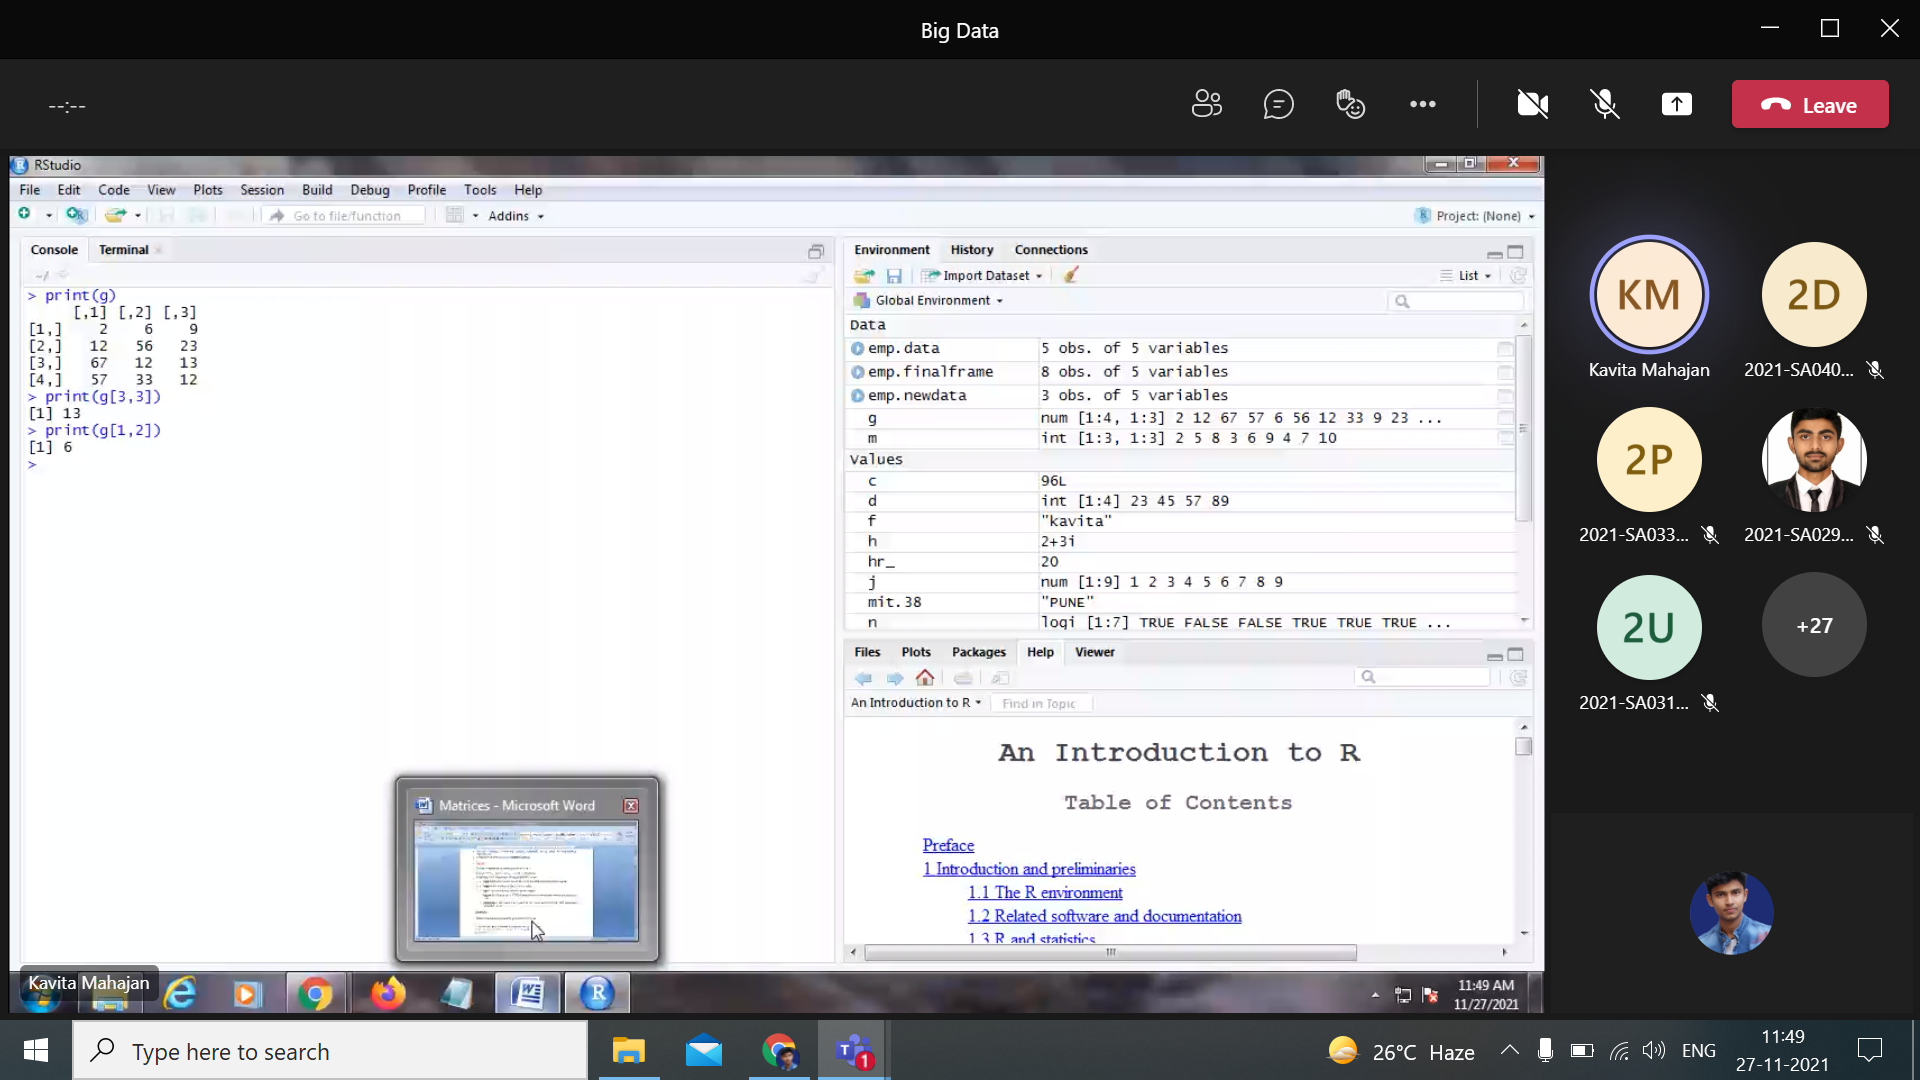 Big Data
--:--
Leave
RStudio
File Edit Code View Plots Session Build Debug Profile Tools Help
Go to file/function
Addins
Project: (None)
Console Terminal
> print(g)
[,1] [,2] [,3]
[1,] 2 6 9
[2,] 12 56 23
[3,] 67 12 13
[4,] 57 33 12
> print(g[3,3])
[1] 13
> print(g[1,2])
[1] 6
>
Environment History Connections
Import Dataset
List
Global Environment
Data
emp.data 5 obs. of 5 variables
emp.finalframe 8 obs. of 5 variables
emp.newdata 3 obs. of 5 variables
g num [1:4, 1:3] 2 12 67 57 6 56 12 33 9 23 ...
m int [1:3, 1:3] 2 5 8 3 6 9 4 7 10
Values
c 96L
d int [1:4] 23 45 57 89
f "kavita"
h 2+3i
hr_ 20
j num [1:9] 1 2 3 4 5 6 7 8 9
mit.38 "PUNE"
n logi [1:7] TRUE FALSE FALSE TRUE TRUE TRUE ...
Files Plots Packages Help Viewer
An Introduction to R
Find in Topic
An Introduction to R
Table of Contents
Preface
1 Introduction and preliminaries
1.1 The R environment
1.2 Related software and documentation
1.3 R and statistics
Matrices - Microsoft Word
Kavita Mahajan
11:49 AM
11/27/2021
KM
Kavita Mahajan
2D
2021-SA040...
2P
2021-SA033...
2021-SA029...
2U
2021-SA031...
+27
Type here to search
1
26°C Haze
ENG
11:49
27-11-2021